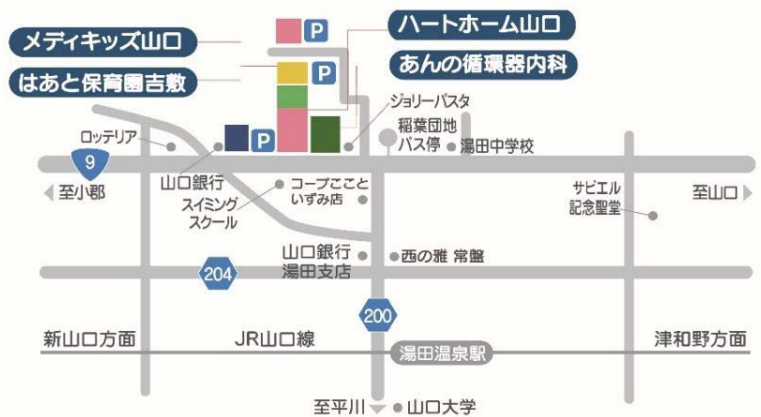 メディキッズ山口
はあと保育園吉敷
P
P
P
ハートホーム山口
あんの循環器内科
ジョリーパスタ
ロッテリア
稲葉団地
バス停
湯田中学校
9
至小郡
山口銀行
スイミング
スクール
コープここと
いずみ店
サビエル
記念聖堂
至山口
山口銀行
湯田支店
西の雅 常盤
204
200
新山口方面
JR山口線
湯田温泉駅
津和野方面
至平川
山口大学